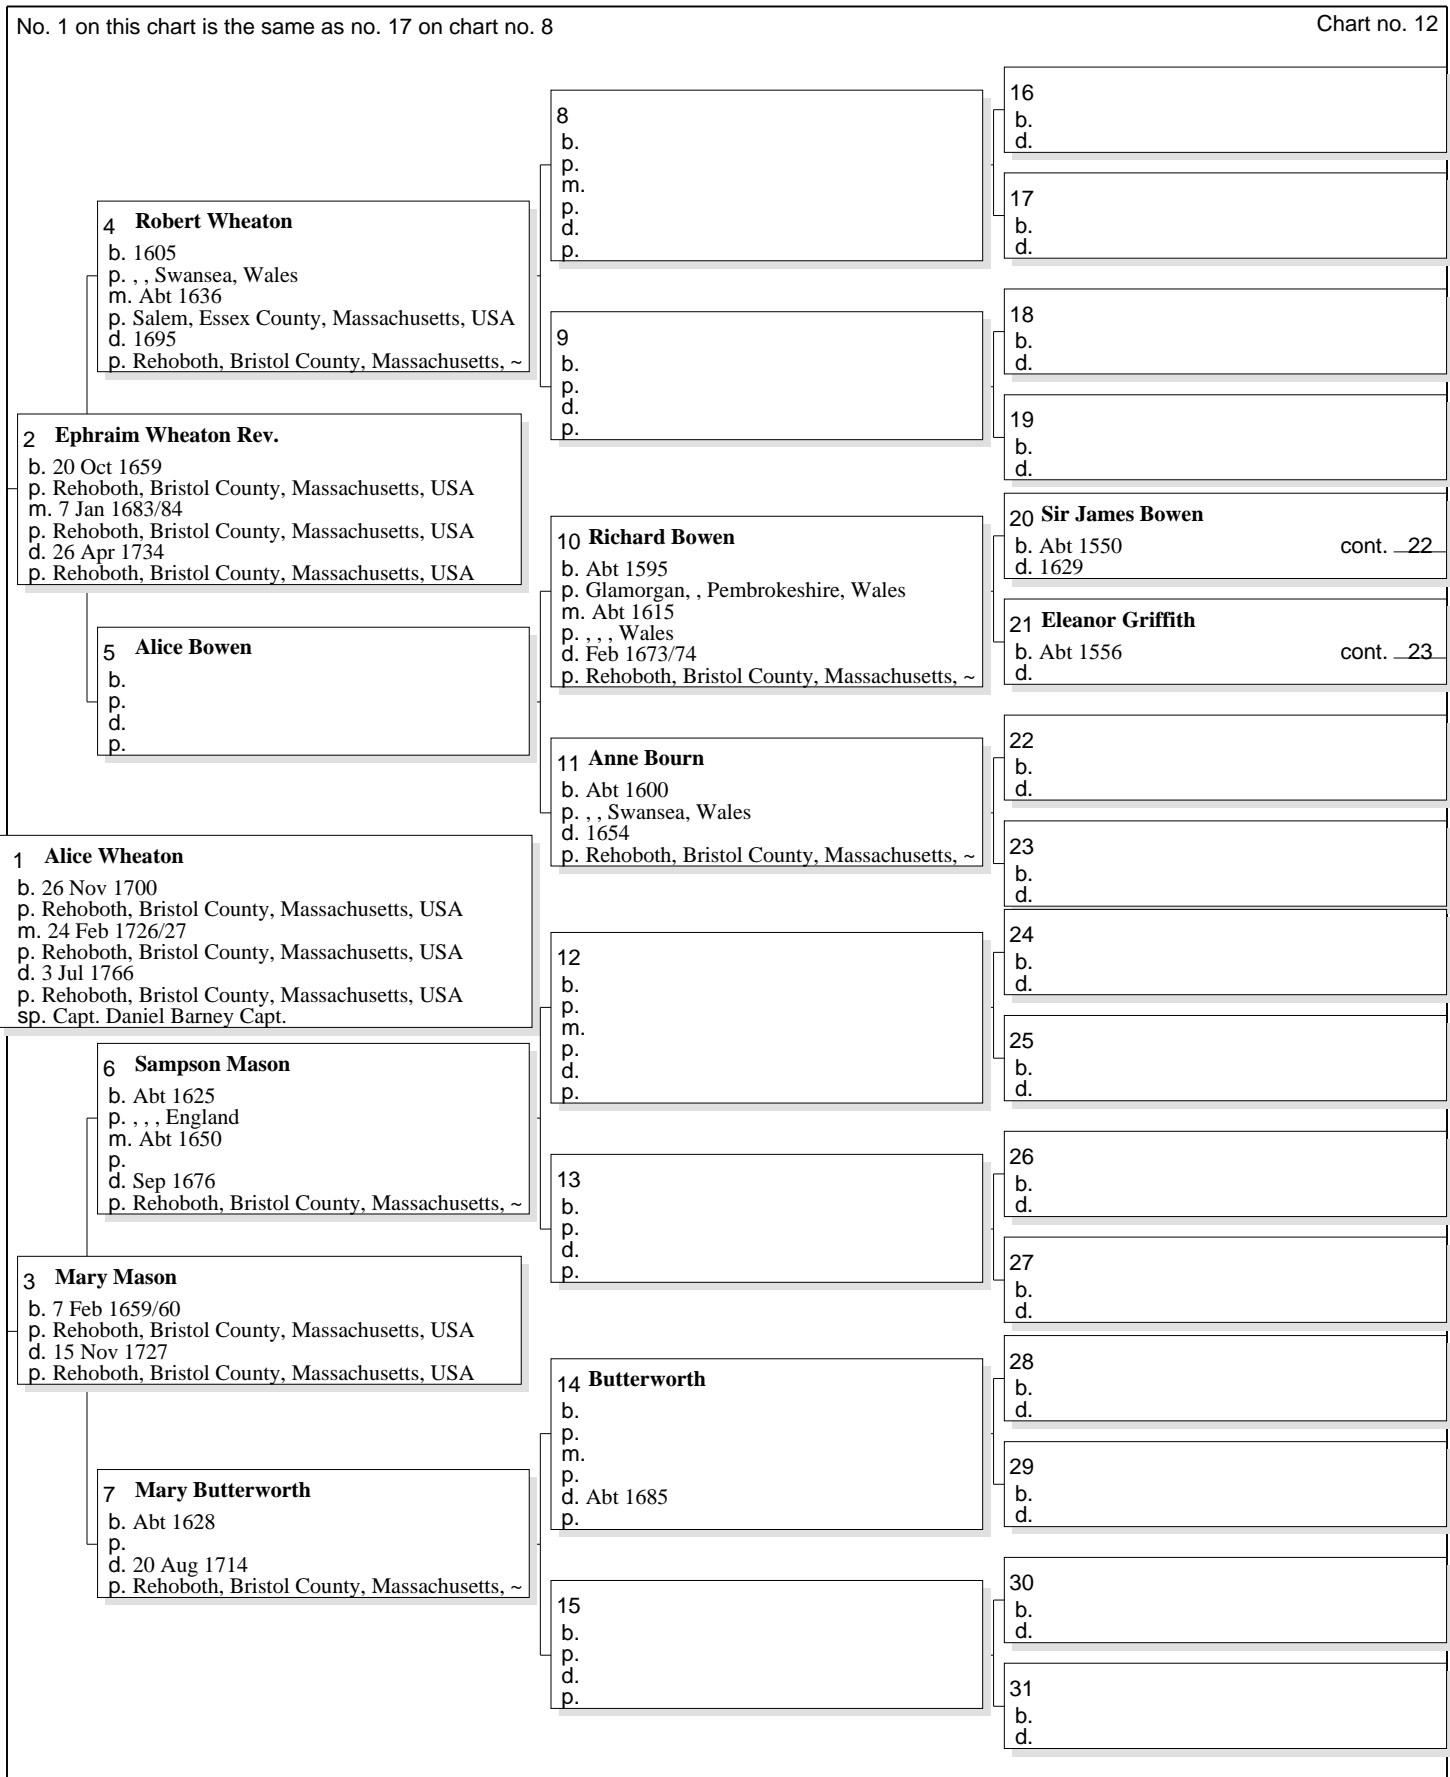 No. 1 on this chart is the same as no. 17 on chart no. 8
Chart no. 12
1 Alice Wheaton
b. 26 Nov 1700
p. Rehoboth, Bristol County, Massachusetts, USA
m. 24 Feb 1726/27
p. Rehoboth, Bristol County, Massachusetts, USA
d. 3 Jul 1766
p. Rehoboth, Bristol County, Massachusetts, USA
sp. Capt. Daniel Barney Capt.
2 Ephraim Wheaton Rev.
b. 20 Oct 1659
p. Rehoboth, Bristol County, Massachusetts, USA
m. 7 Jan 1683/84
p. Rehoboth, Bristol County, Massachusetts, USA
d. 26 Apr 1734
p. Rehoboth, Bristol County, Massachusetts, USA
3 Mary Mason
b. 7 Feb 1659/60
p. Rehoboth, Bristol County, Massachusetts, USA
d. 15 Nov 1727
p. Rehoboth, Bristol County, Massachusetts, USA
4 Robert Wheaton
b. 1605
p. , , Swansea, Wales
m. Abt 1636
p. Salem, Essex County, Massachusetts, USA
d. 1695
p. Rehoboth, Bristol County, Massachusetts, ~
5 Alice Bowen
b.
p.
d.
p.
6 Sampson Mason
b. Abt 1625
p. , , , England
m. Abt 1650
p.
d. Sep 1676
p. Rehoboth, Bristol County, Massachusetts, ~
7 Mary Butterworth
b. Abt 1628
p.
d. 20 Aug 1714
p. Rehoboth, Bristol County, Massachusetts, ~
8
b.
p.
m.
p.
d.
p.
9
b.
p.
d.
p.
10 Richard Bowen
b. Abt 1595
p. Glamorgan, , Pembrokeshire, Wales
m. Abt 1615
p. , , , Wales
d. Feb 1673/74
p. Rehoboth, Bristol County, Massachusetts, ~
11 Anne Bourn
b. Abt 1600
p. , , Swansea, Wales
d. 1654
p. Rehoboth, Bristol County, Massachusetts, ~
12
b.
p.
m.
p.
d.
p.
13
b.
p.
d.
p.
14 Butterworth
b.
p.
m.
p.
d. Abt 1685
p.
15
b.
p.
d.
p.
16
b.
d.
17
b.
d.
18
b.
d.
19
b.
d.
20 Sir James Bowen
b. Abt 1550 cont. 22
d. 1629
21 Eleanor Griffith
b. Abt 1556 cont. 23
d.
22
b.
d.
23
b.
d.
24
b.
d.
25
b.
d.
26
b.
d.
27
b.
d.
28
b.
d.
29
b.
d.
30
b.
d.
31
b.
d.